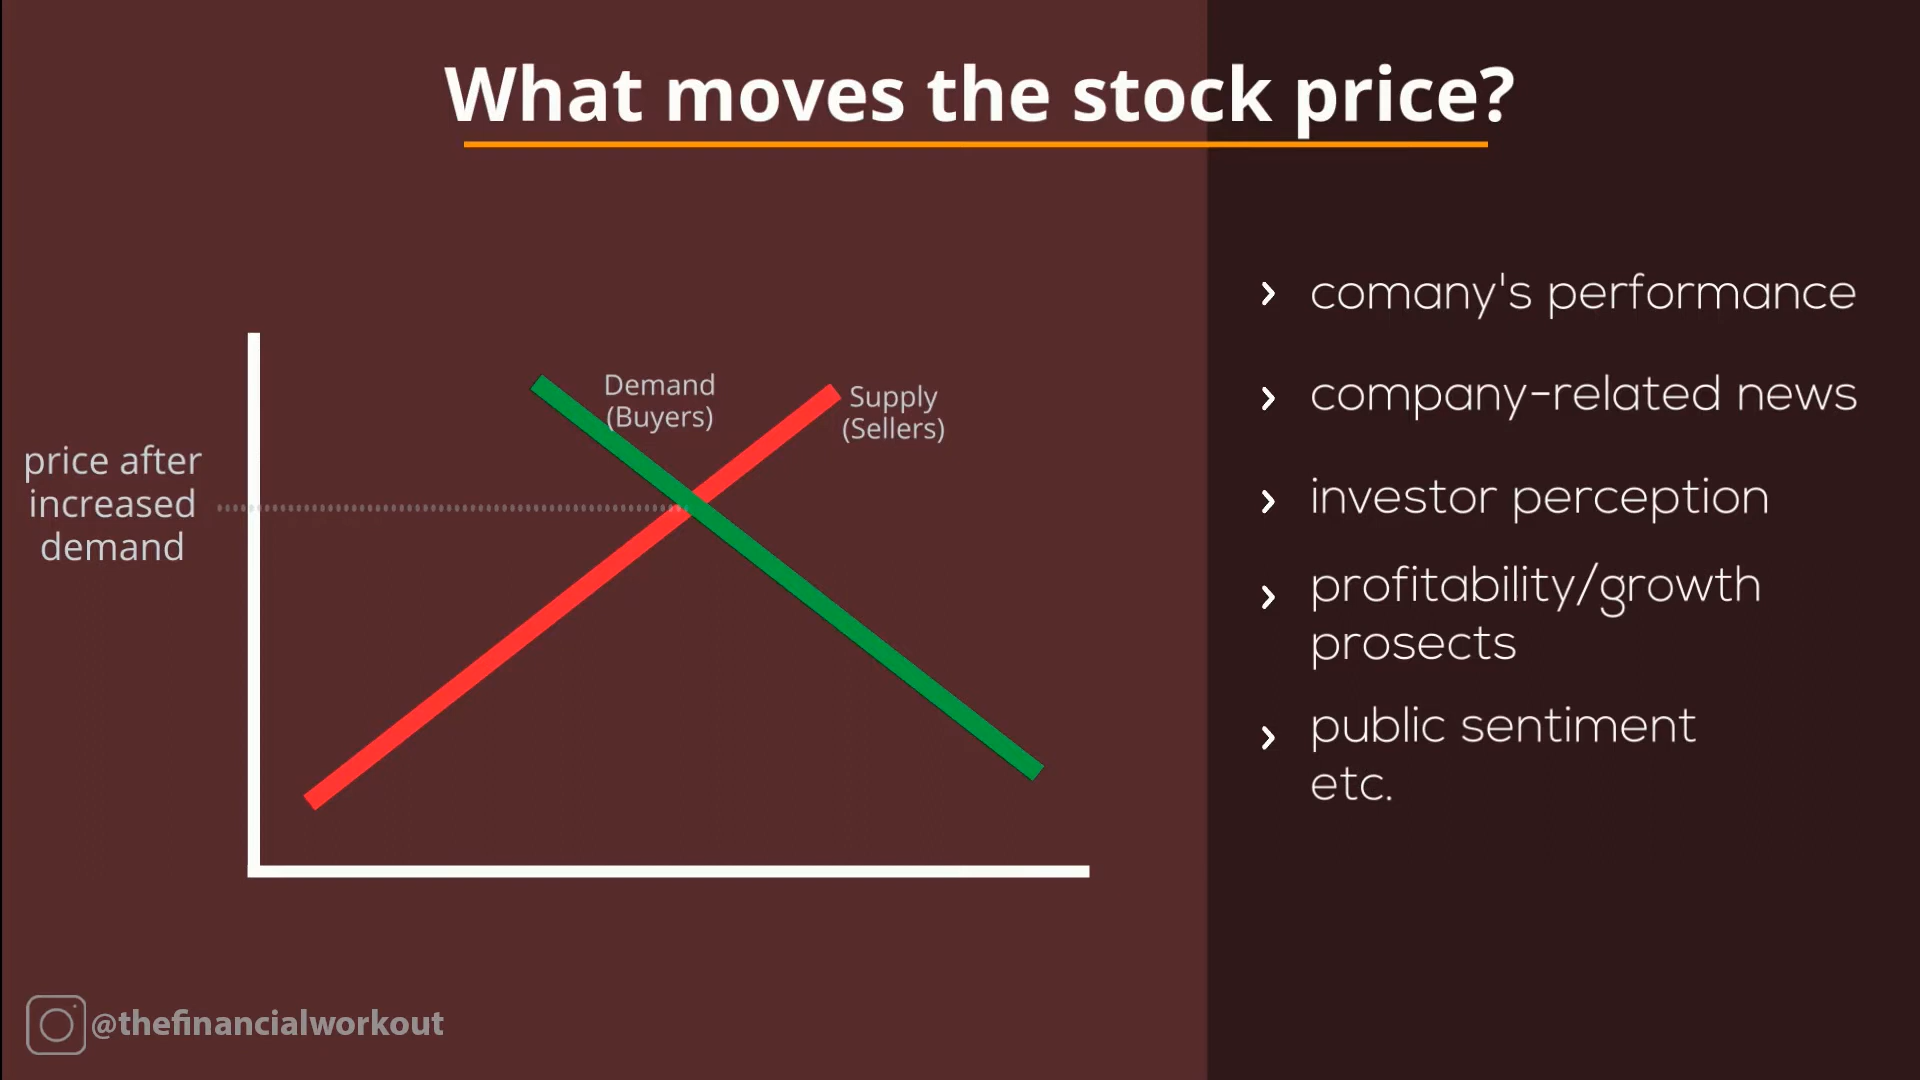 What moves the stock price?
Demand
(Buyers)
Supply
(Sellers)
price after
increased
demand
comany's performance
company-related news
investor perception
profitability/growth
prosects
public sentiment
etc.
@thefinancialworkout